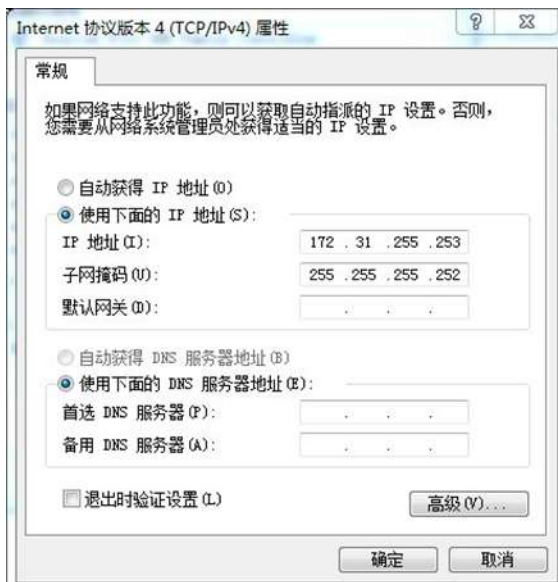 Internet 协议版本 4 (TCP/IPv4) 属性
常规
如果网络支持此功能，则可以获取自动指派的 IP 设置。否则，
您需要从网络系统管理员处获得适当的 IP 设置。
自动获得 IP 地址(O)
使用下面的 IP 地址(S):
IP 地址(I): 172 . 31 .255 .253
子网掩码(U): 255 .255 .255 .252
默认网关(D): . . .
自动获得 DNS 服务器地址(B)
使用下面的 DNS 服务器地址(E):
首选 DNS 服务器(P): . . .
备用 DNS 服务器(A): . . .
退出时验证设置(L)
高级(V)...
确定 取消